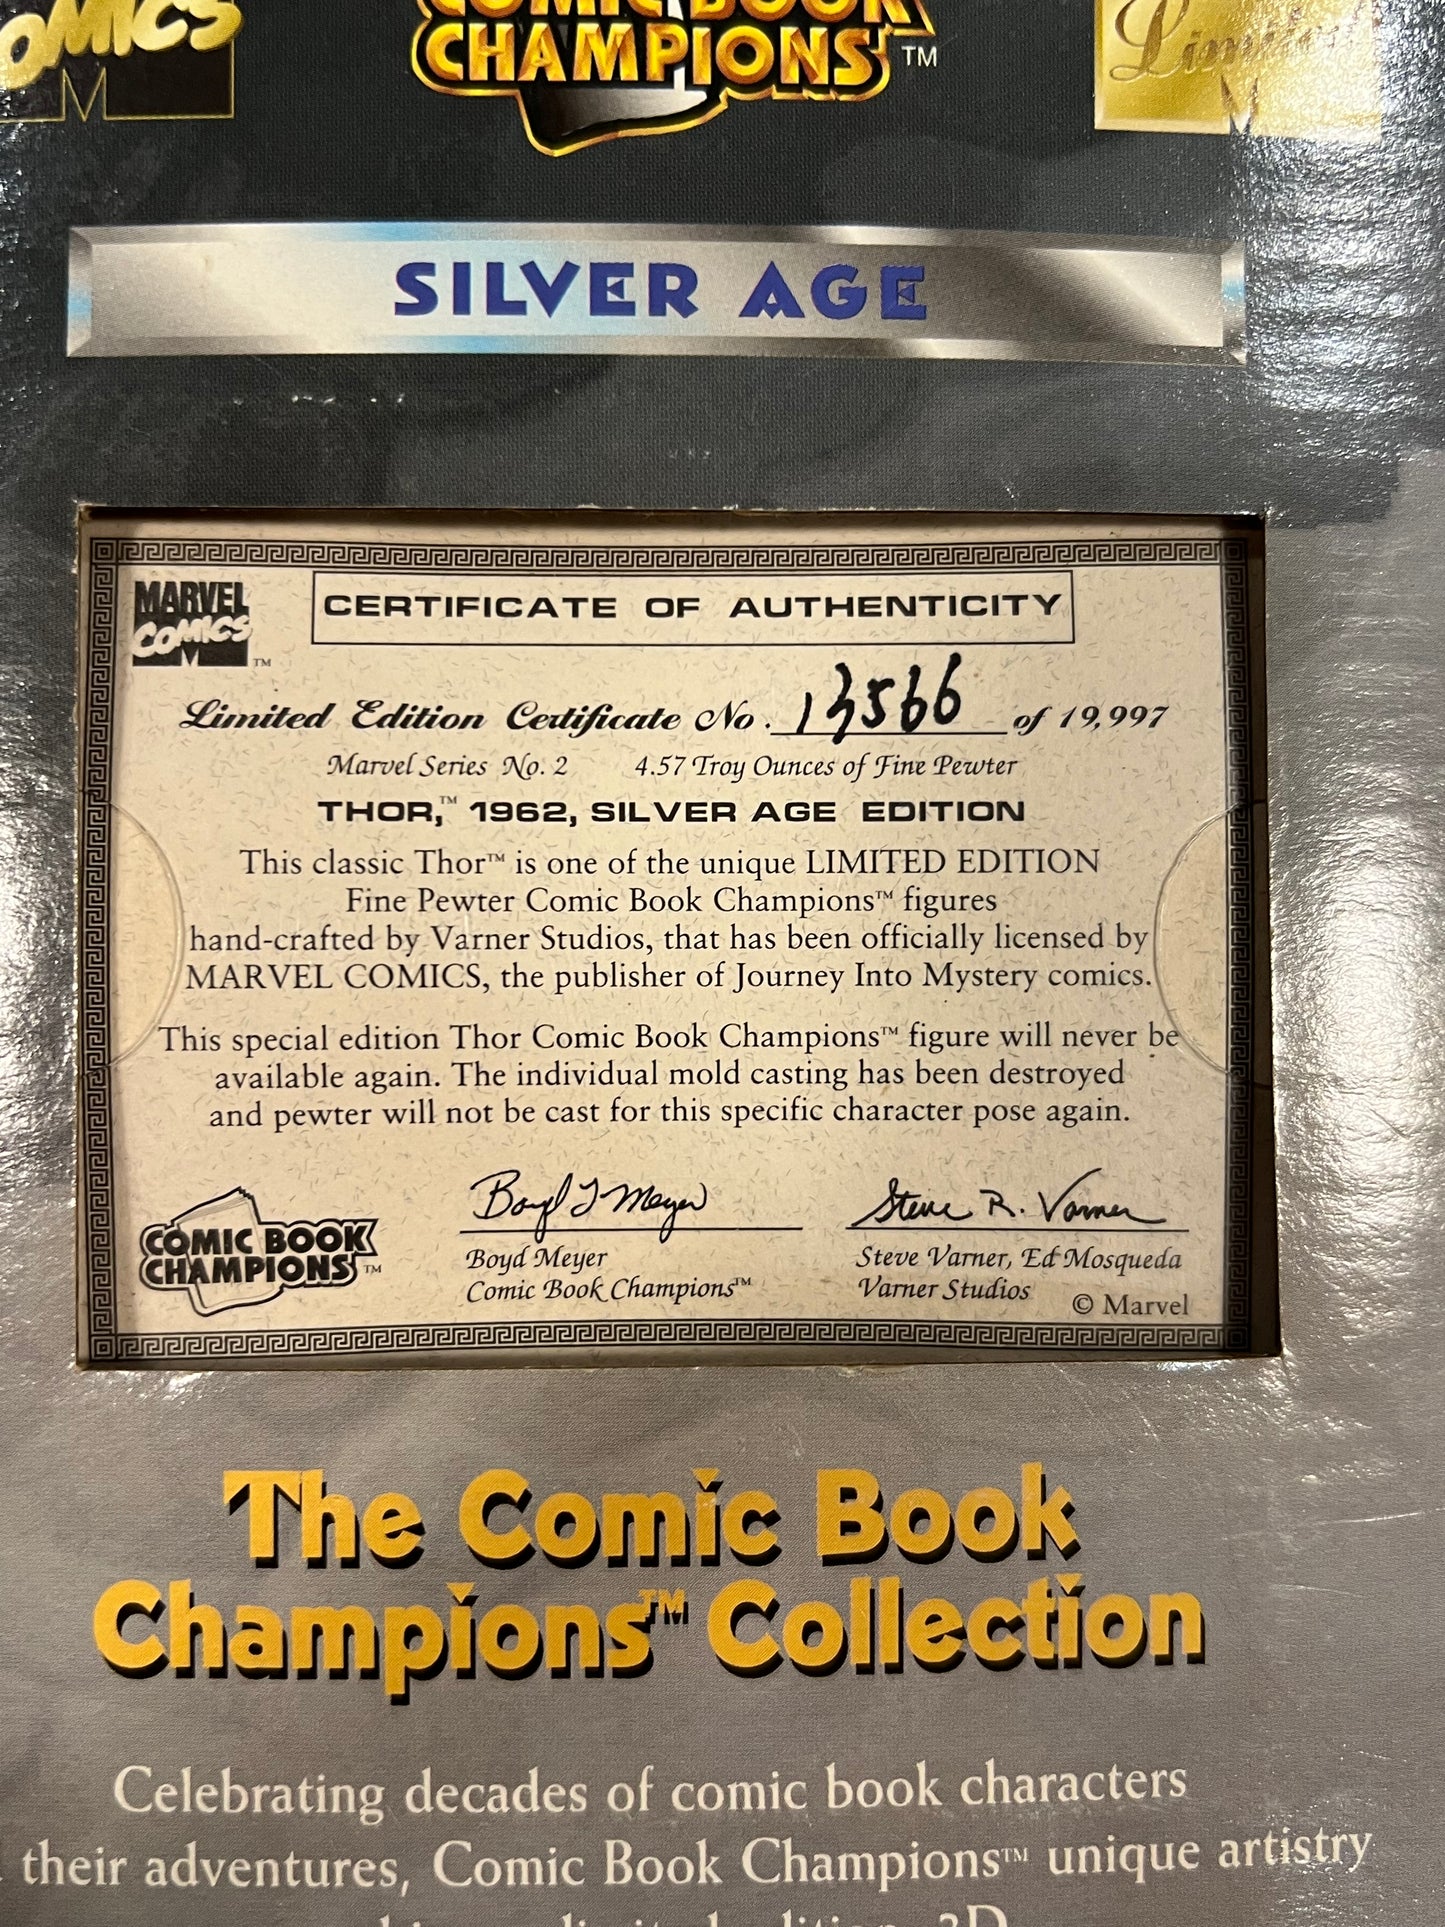 COMICS
M
COMIC BOOK
CHAMPIONS™
Limited
M
SILVER AGE
MARVEL
COMICS
M™
CERTIFICATE OF AUTHENTICITY
Limited Edition Certificate No. 13566 of 19,997
Marvel Series No. 2 4.57 Troy Ounces of Fine Pewter
THOR,™ 1962, SILVER AGE EDITION
This classic Thor™ is one of the unique LIMITED EDITION
Fine Pewter Comic Book Champions™ figures
hand-crafted by Varner Studios, that has been officially licensed by
MARVEL COMICS, the publisher of Journey Into Mystery comics.
This special edition Thor Comic Book Champions™ figure will never be
available again. The individual mold casting has been destroyed
and pewter will not be cast for this specific character pose again.
Boyd J Meyer
Steve R. Varner
Boyd Meyer
Comic Book Champions™
Steve Varner, Ed Mosqueda
Varner Studios
© Marvel
COMIC BOOK
CHAMPIONS™
The Comic Book
Champions™ Collection
Celebrating decades of comic book characters
their adventures, Comic Book Champions™ unique artistry
limited edition 3D